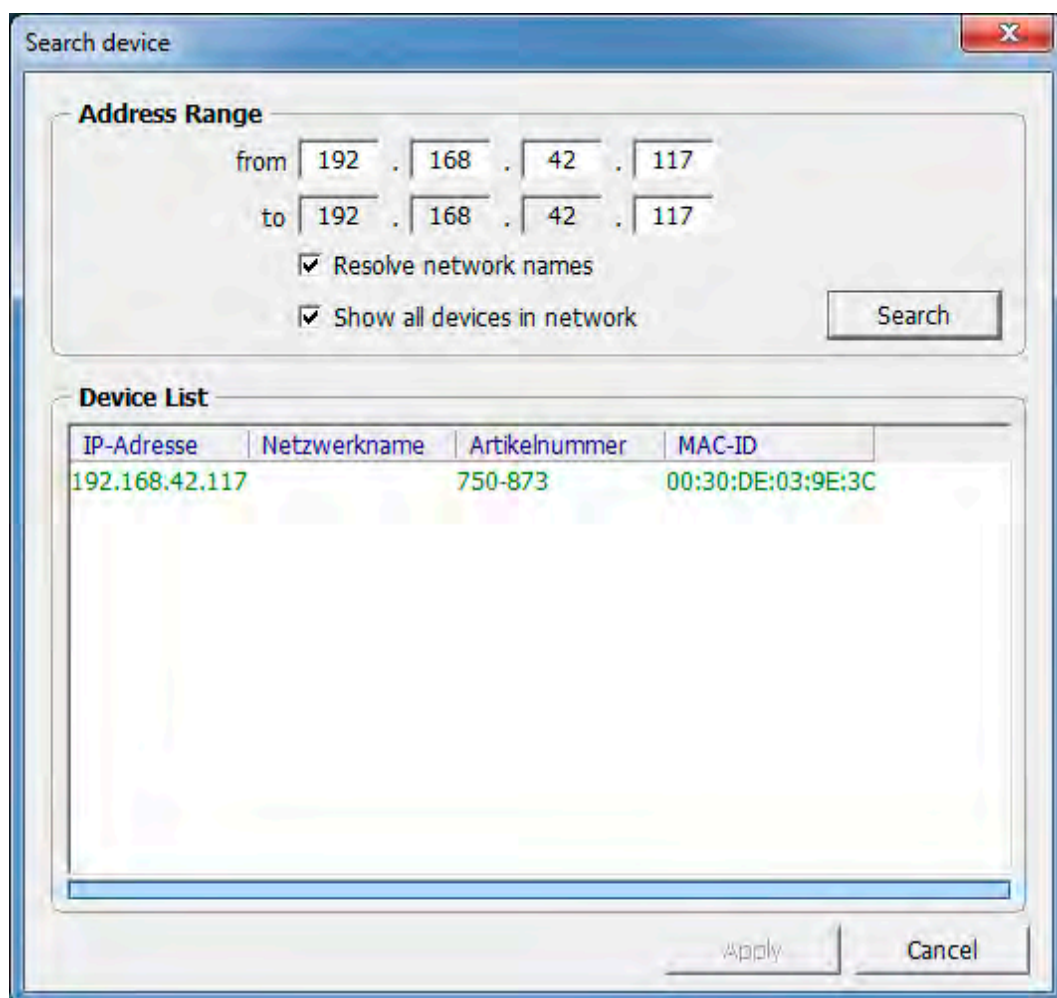 Search device
Address Range
from 192 . 168 . 42 . 117
to 192 . 168 . 42 . 117
Resolve network names
Show all devices in network
Search
Device List
IP-Adresse Netzwerkname Artikelnummer MAC-ID
192.168.42.117 750-873 00:30:DE:03:9E:3C
Apply Cancel